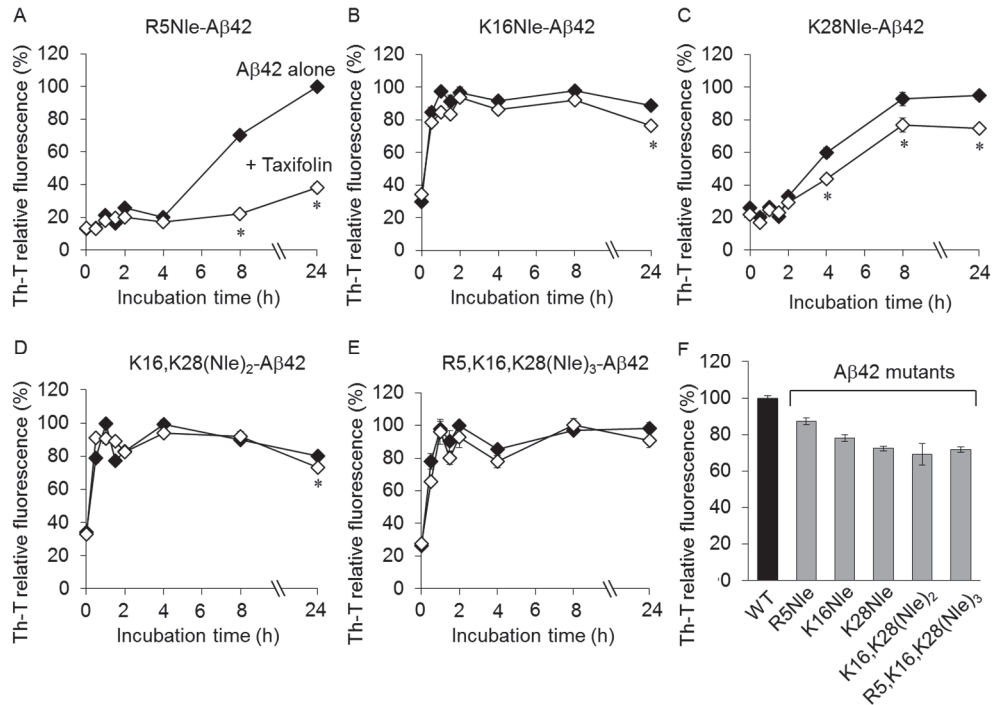 A
R5Nle-Aβ42
Th-T relative fluorescence (%)
120
100
80
60
40
20
0
Aβ42 alone
+ Taxifolin
*
*
0 2 4 8 24
Incubation time (h)
B
K16Nle-Aβ42
Th-T relative fluorescence (%)
120
100
80
60
40
20
0
*
0 2 4 8 24
Incubation time (h)
C
K28Nle-Aβ42
Th-T relative fluorescence (%)
120
100
80
60
40
20
0
*
*
*
0 2 4 8 24
Incubation time (h)
D
K16,K28(Nle)₂-Aβ42
Th-T relative fluorescence (%)
120
100
80
60
40
20
0
*
0 2 4 8 24
Incubation time (h)
E
R5,K16,K28(Nle)₃-Aβ42
Th-T relative fluorescence (%)
120
100
80
60
40
20
0
0 2 4 8 24
Incubation time (h)
F
Th-T relative fluorescence (%)
120
100
80
60
40
20
0
Aβ42 mutants
WT
R5Nle
K16Nle
K28Nle
K16,K28(Nle)₂
R5,K16,K28(Nle)₃